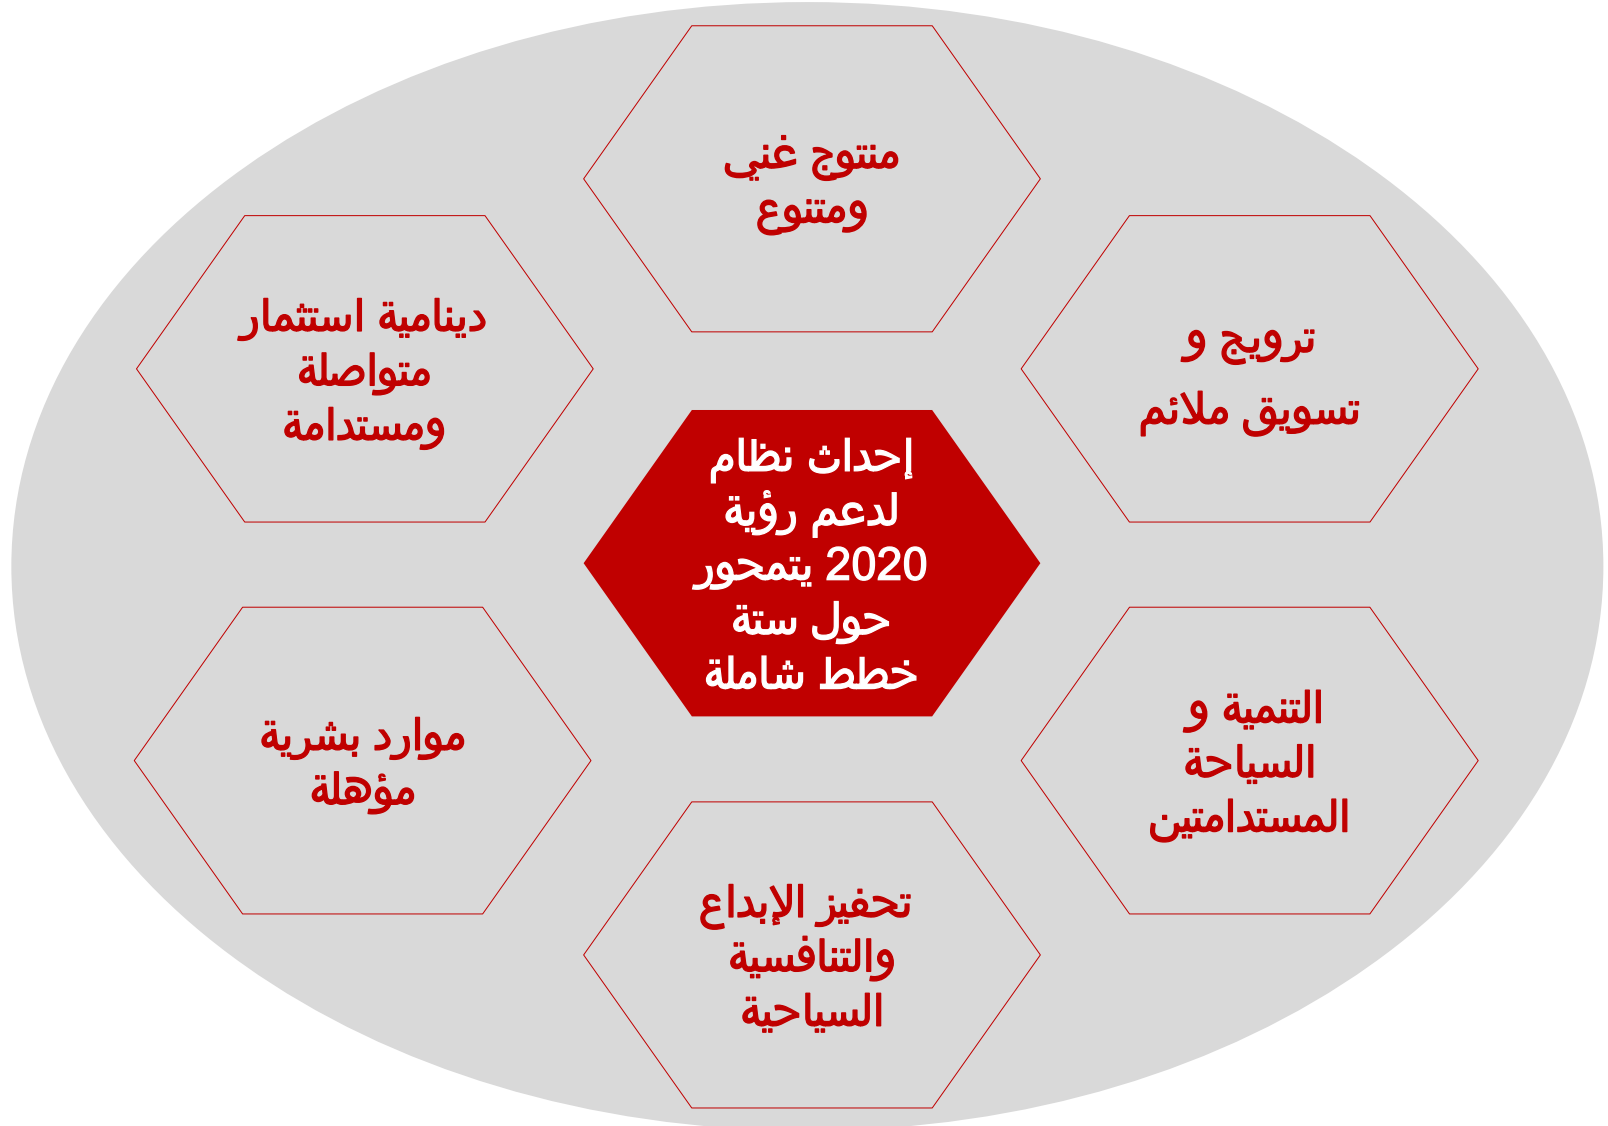 منتوج غني
ومتنوع
ترويج و
تسويق ملائم
دينامية استثمار
متواصلة
ومستدامة
إحداث نظام
لدعم رؤية
2020 يتمحور
حول ستة
خطط شاملة
التنمية و
السياحة
المستدامتين
موارد بشرية
مؤهلة
تحفيز الإبداع
والتنافسية
السياحية